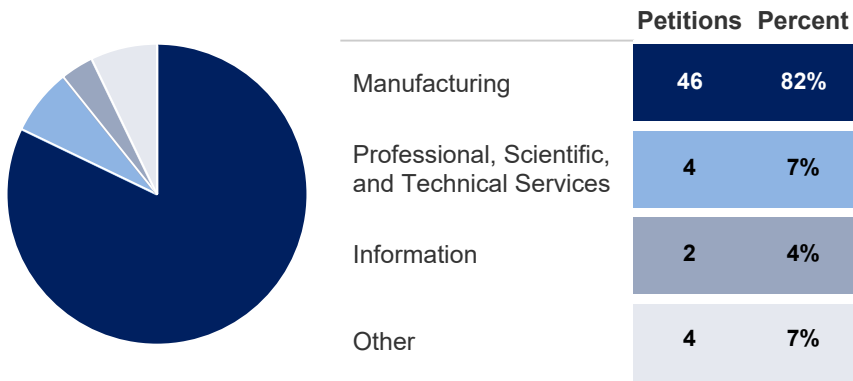 Petitions Percent
Manufacturing 46 82%
Professional, Scientific,
and Technical Services 4 7%
Information 2 4%
Other 4 7%